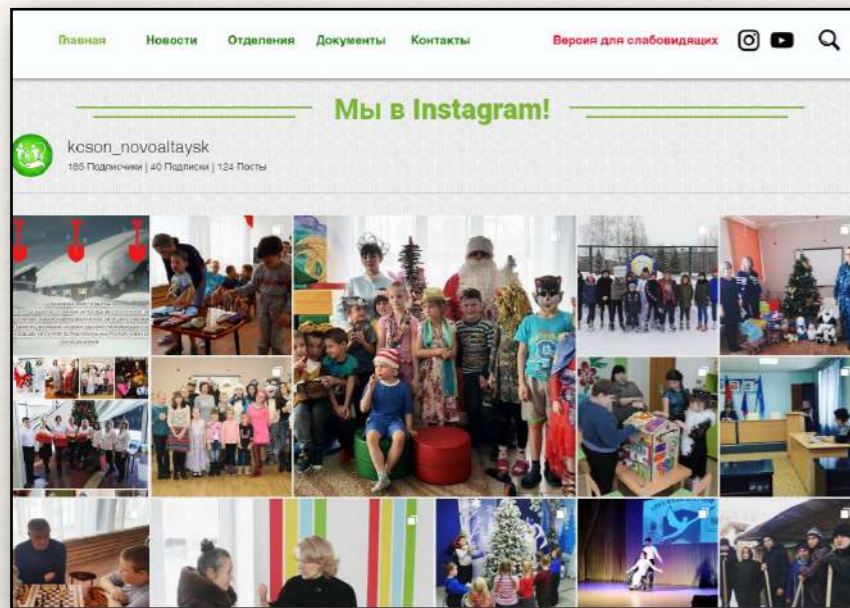 Главная Новости Отделения Документы Контакты Версия для слабовидящих
Мы в Instagram!
kcson_novoaltaysk
185 Подписчики | 40 Подписки | 124 Посты